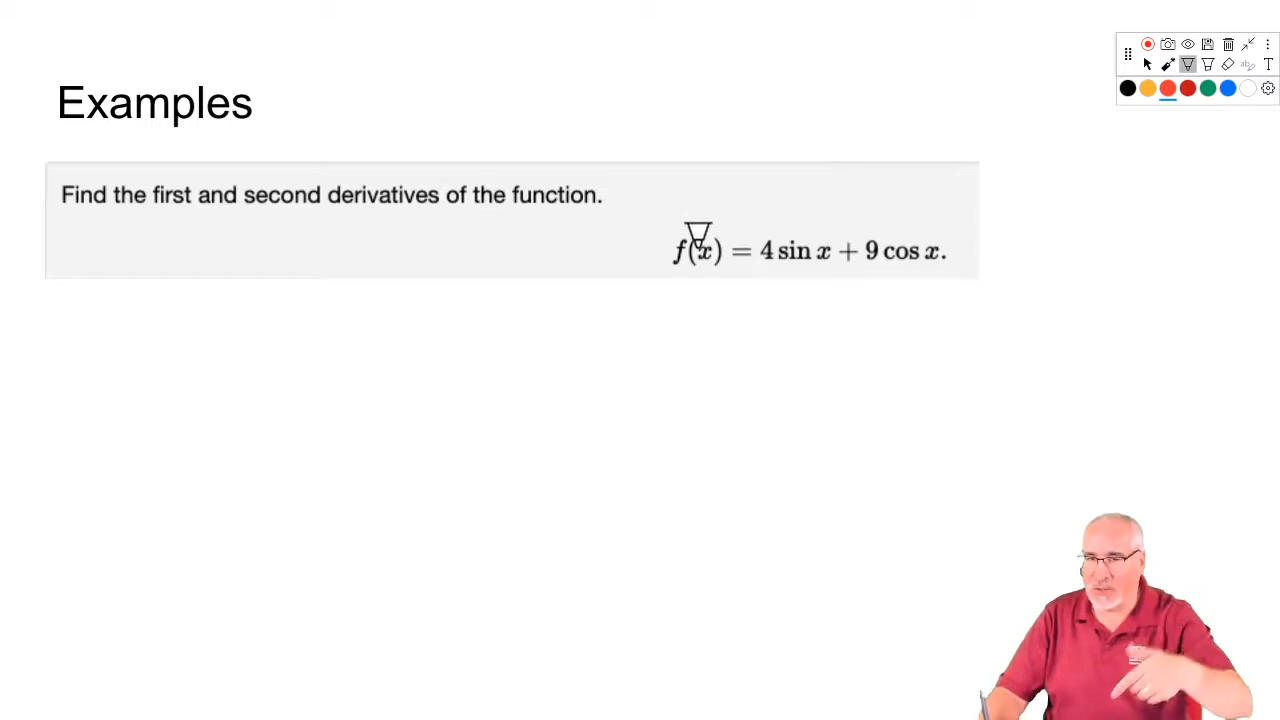 Examples
Find the first and second derivatives of the function.
f(x) = 4 sin x + 9 cos x.